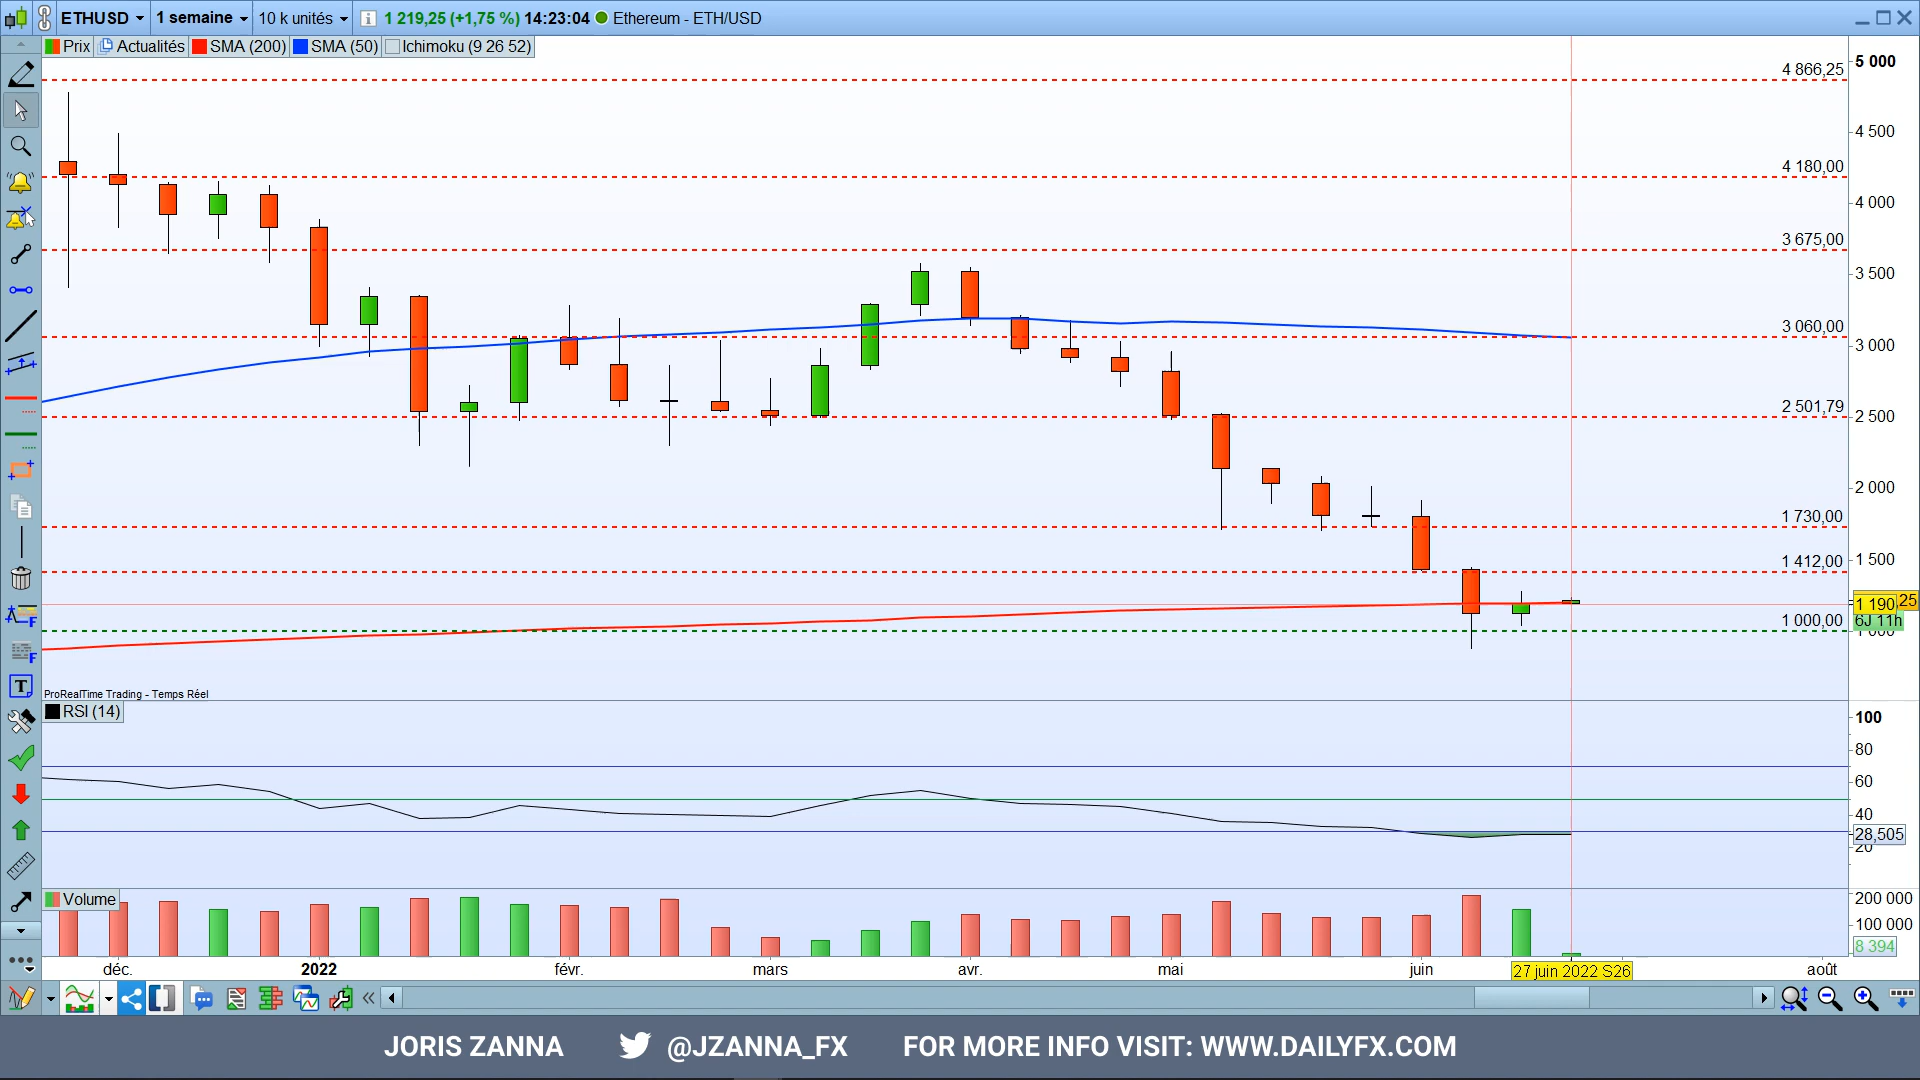 ETHUSD 1 semaine 10 k unités 1 219,25 (+1,75 %) 14:23:04 Ethereum - ETH/USD
Prix Actualités SMA (200) SMA (50) Ichimoku (9 26 52)
5 000
4 866,25
4 500
4 180,00
4 000
3 675,00
3 500
3 060,00
3 000
2 501,79
2 500
2 000
1 730,00
1 412,00
1 500
1 190 25
1 000,00
6J 11h
ProRealTime Trading - Temps Réel
RSI (14)
100
80
60
40
28,505
20
Volume
200 000
100 000
8 394
déc. 2022 févr. mars avr. mai juin 27 juin 2022 S26 août
JORIS ZANNA @JZANNA_FX FOR MORE INFO VISIT: WWW.DAILYFX.COM